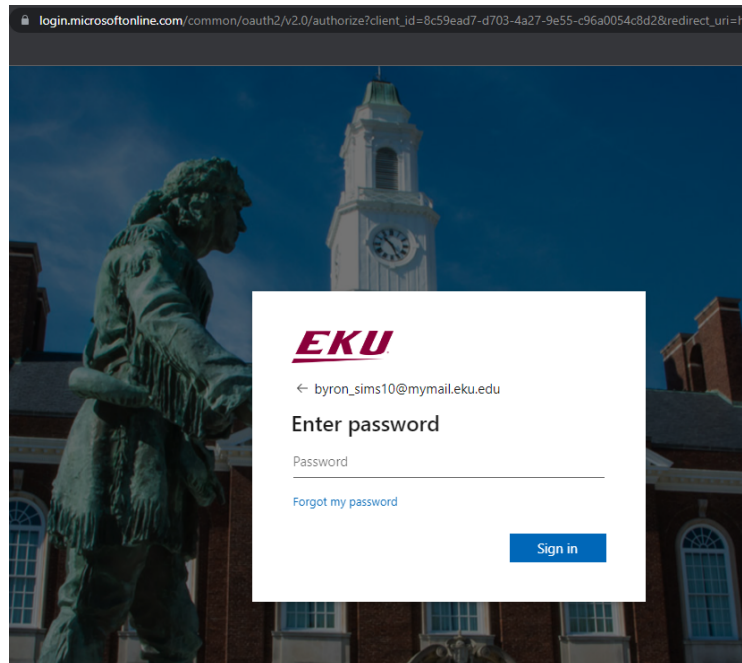 login.microsoftonline.com/common/oauth2/v2.0/authorize?client_id=8c59ead7-d703-4a27-9e55-c96a0054c8d2&redirect_uri=h
EKU
← byron_sims10@mymail.eku.edu
Enter password
Password
Forgot my password
Sign in